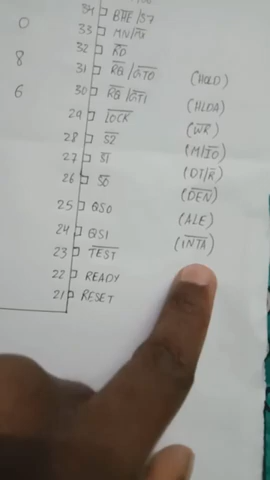 34 BHE/S7
0 33 MN/MX
32 RD
8 31 RQ/GTO (HOLD)
6 30 RQ/GT1 (HLDA)
29 LOCK (WR)
28 S2 (M/IO)
27 S1 (DT/R)
26 S0 (DEN)
25 QS0 (ALE)
24 QS1 (INTA)
23 TEST
22 READY
21 RESET